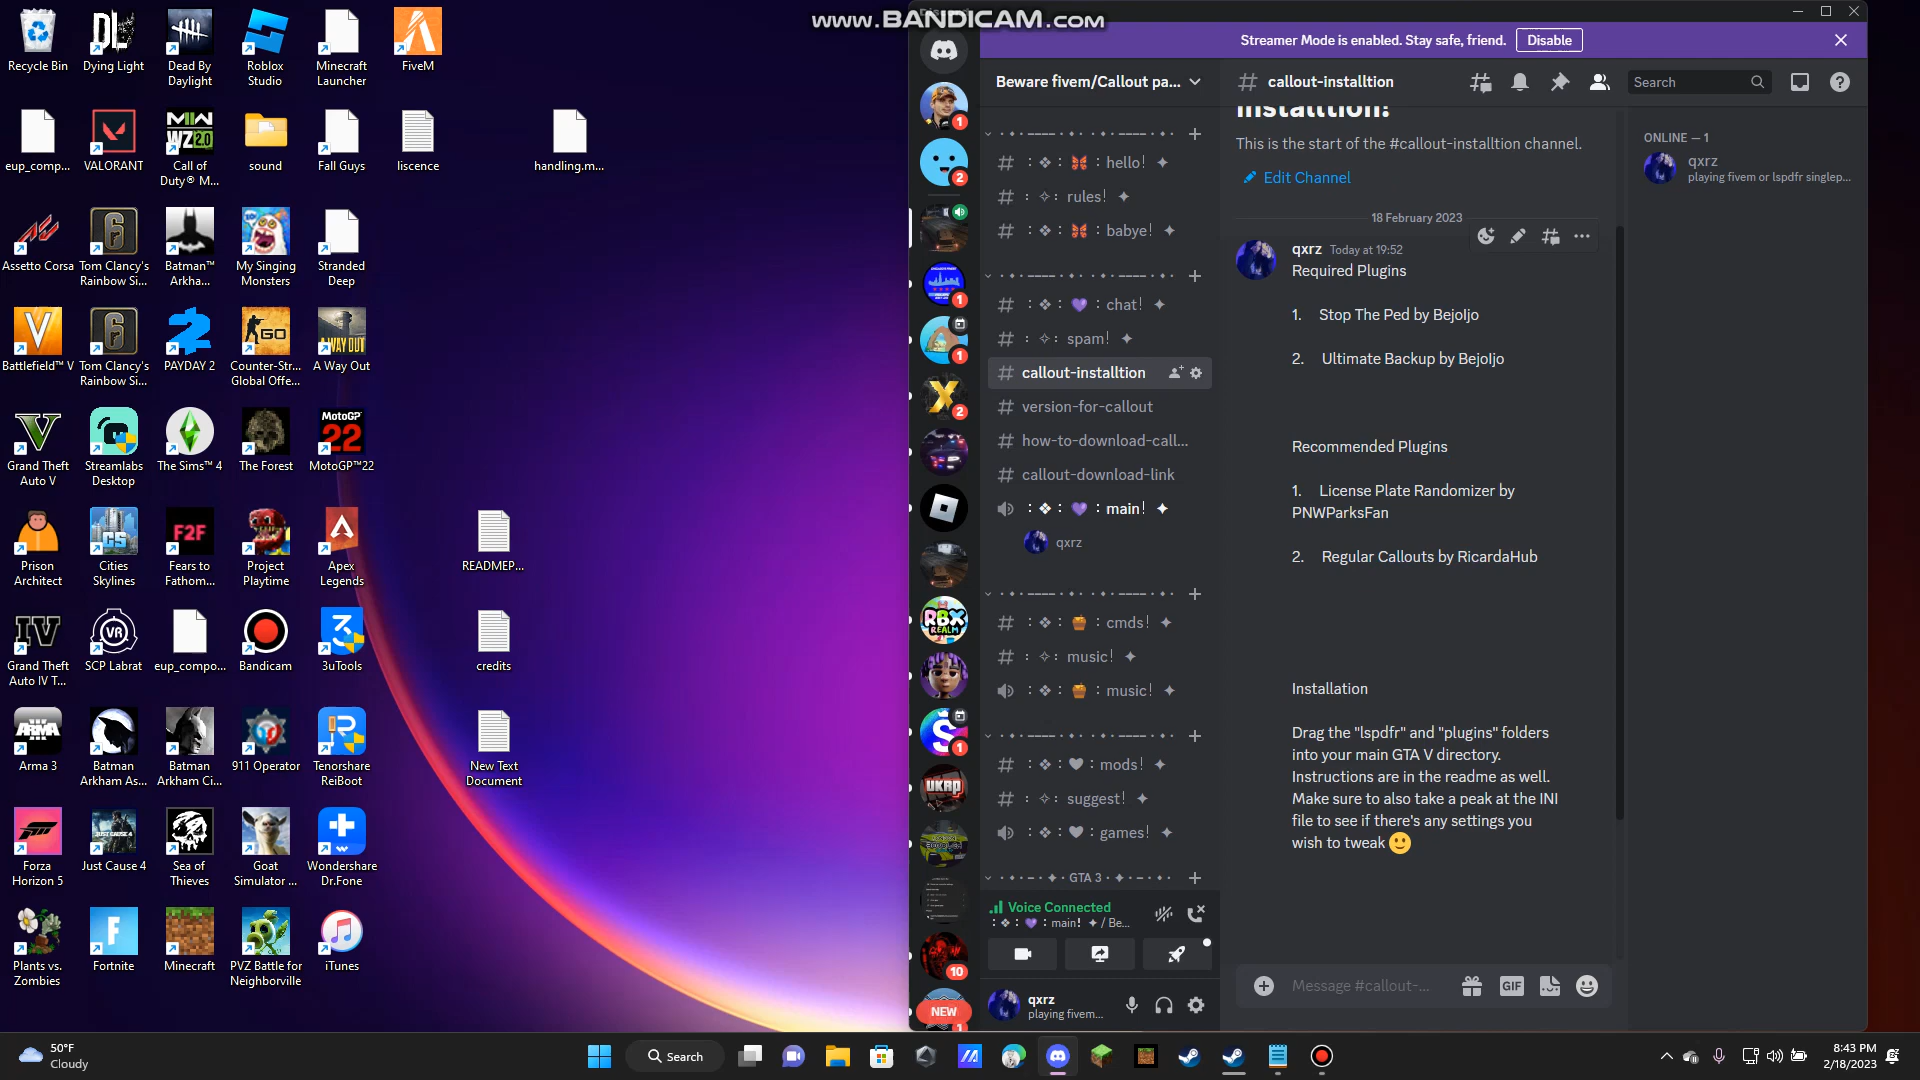 www.BANDICAM.com
Recycle Bin
Dying Light
Dead By
Daylight
Roblox
Studio
Minecraft
Launcher
FiveM
eup_comp...
VALORANT
Call of
Duty® M...
sound
Fall Guys
liscence
handling.m...
Assetto Corsa
Tom Clancy's
Rainbow Si...
Batman™
Arkha...
My Singing
Monsters
Stranded
Deep
Battlefield™ V
Tom Clancy's
Rainbow Si...
PAYDAY 2
Counter-Str...
Global Offe...
A Way Out
Grand Theft
Auto V
Streamlabs
Desktop
The Sims™ 4
The Forest
MotoGP™22
Prison
Architect
Cities
Skylines
Fears to
Fathom...
Project
Playtime
Apex
Legends
READMEP...
Grand Theft
Auto IV T...
SCP Labrat
eup_compo...
Bandicam
3uTools
credits
Arma 3
Batman
Arkham As...
Batman
Arkham Ci...
911 Operator
Tenorshare
ReiBoot
New Text
Document
Forza
Horizon 5
Just Cause 4
Sea of
Thieves
Goat
Simulator ...
Wondershare
Dr.Fone
Plants vs.
Zombies
Fortnite
Minecraft
PVZ Battle for
Neighborville
iTunes
Streamer Mode is enabled. Stay safe, friend.
Disable
Beware fivem/Callout pa...
hello!
rules!
babye!
chat!
spam!
callout-installtion
version-for-callout
how-to-download-call...
callout-download-link
main!
qxrz
cmds!
music!
music!
mods!
suggest!
games!
GTA 3
Voice Connected
main! ✦ / Be...
qxrz
playing fivem...
NEW
# callout-installtion
Search
installtion!
This is the start of the #callout-installtion channel.
Edit Channel
18 February 2023
qxrz Today at 19:52
Required Plugins
1. Stop The Ped by Bejoljo
2. Ultimate Backup by Bejoljo
Recommended Plugins
1. License Plate Randomizer by
PNWParksFan
2. Regular Callouts by RicardaHub
Installation
Drag the "lspdfr" and "plugins" folders
into your main GTA V directory.
Instructions are in the readme as well.
Make sure to also take a peak at the INI
file to see if there's any settings you
wish to tweak 🙂
Message #callout-...
GIF
ONLINE — 1
qxrz
playing fivem or lspdfr singlep...
50°F
Cloudy
Search
8:43 PM
2/18/2023